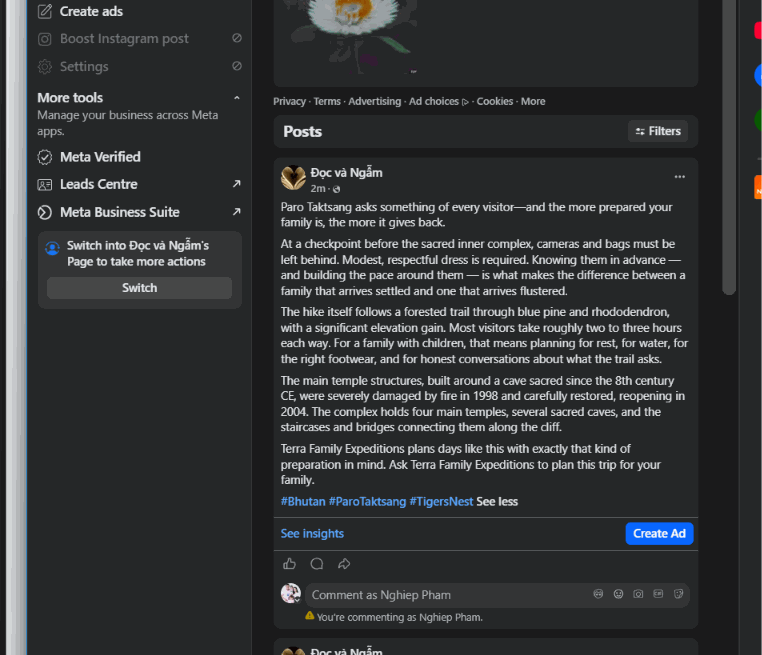 Create ads
Boost Instagram post
Settings
More tools
Manage your business across Meta
apps.
Meta Verified
Leads Centre
Meta Business Suite
Switch into Đọc và Ngẫm's
Page to take more actions
Switch
Privacy · Terms · Advertising · Ad choices · Cookies · More
Posts
Filters
Đọc và Ngẫm
2m ·
Paro Taktsang asks something of every visitor—and the more prepared your
family is, the more it gives back.
At a checkpoint before the sacred inner complex, cameras and bags must be
left behind. Modest, respectful dress is required. Knowing them in advance —
and building the pace around them — is what makes the difference between a
family that arrives settled and one that arrives flustered.
The hike itself follows a forested trail through blue pine and rhododendron,
with a significant elevation gain. Most visitors take roughly two to three hours
each way. For a family with children, that means planning for rest, for water, for
the right footwear, and for honest conversations about what the trail asks.
The main temple structures, built around a cave sacred since the 8th century
CE, were severely damaged by fire in 1998 and carefully restored, reopening in
2004. The complex holds four main temples, several sacred caves, and the
staircases and bridges connecting them along the cliff.
Terra Family Expeditions plans days like this with exactly that kind of
preparation in mind. Ask Terra Family Expeditions to plan this trip for your
family.
#Bhutan #ParoTaktsang #TigersNest See less
See insights
Create Ad
Comment as Nghiep Pham
You're commenting as Nghiep Pham.
Đọc và Ngẫm